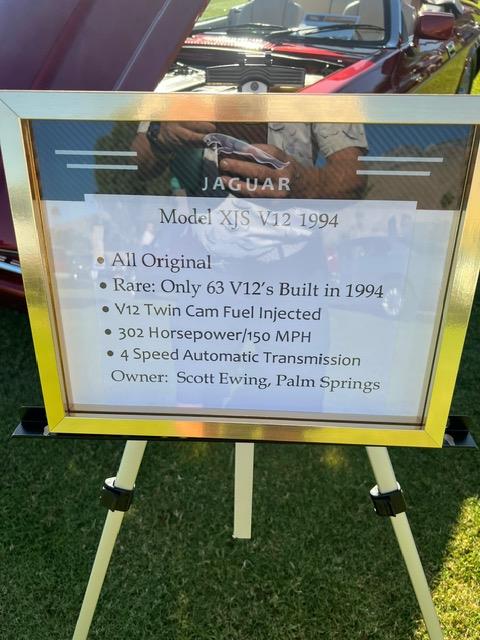 JAGUAR
Model XJS V12 1994
• All Original
• Rare: Only 63 V12's Built in 1994
• V12 Twin Cam Fuel Injected
• 302 Horsepower/150 MPH
• 4 Speed Automatic Transmission
Owner: Scott Ewing, Palm Springs